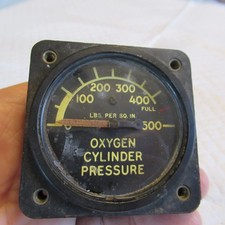 200 300
100 400
FULL
LBS. PER SQ. IN.
0 500
OXYGEN
CYLINDER
PRESSURE